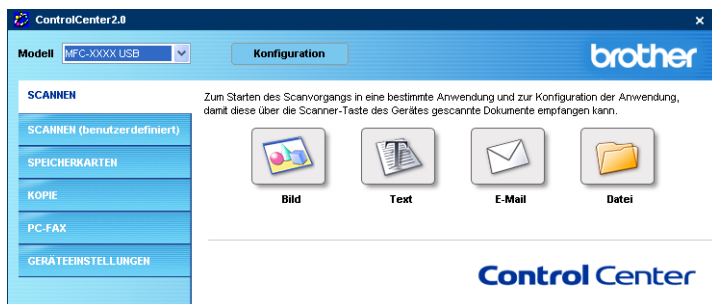 ControlCenter2.0
Modell MFC-XXXX USB Konfiguration brother
SCANNEN
SCANNEN (benutzerdefiniert)
SPEICHERKARTEN
KOPIE
PC-FAX
GERÄTEEINSTELLUNGEN
Zum Starten des Scanvorgangs in eine bestimmte Anwendung und zur Konfiguration der Anwendung,
damit diese über die Scanner-Taste des Gerätes gescannte Dokumente empfangen kann.
Bild Text E-Mail Datei
Control Center